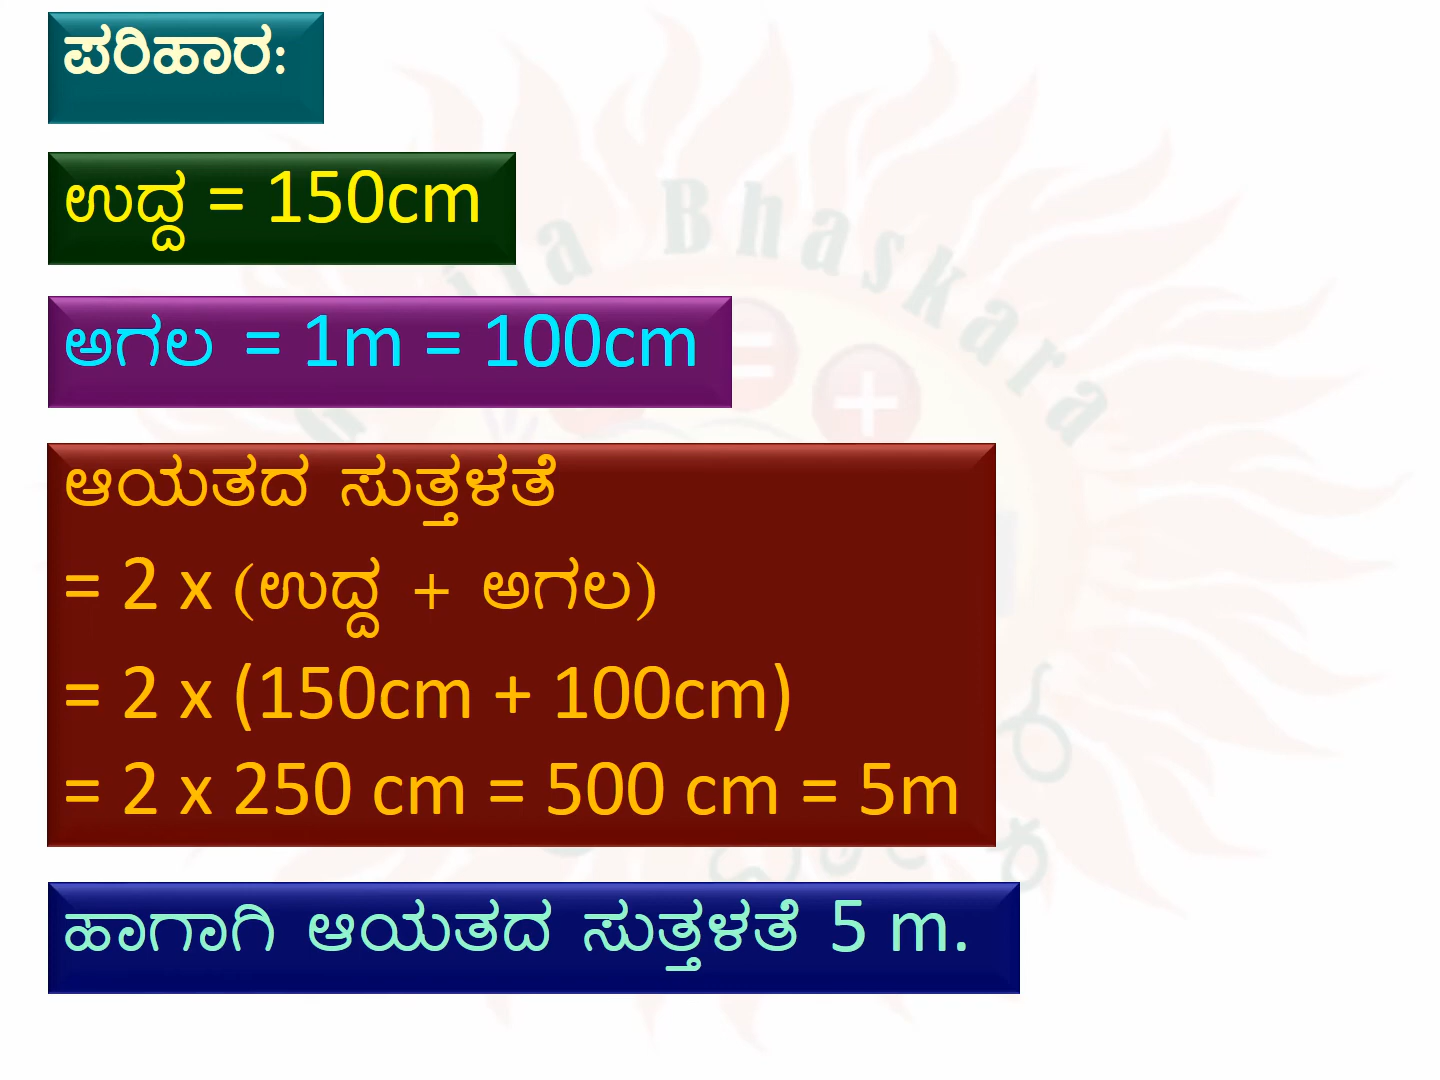 ಪರಿಹಾರ:
ಉದ್ದ = 150cm
ಅಗಲ = 1m = 100cm
ಆಯತದ ಸುತ್ತಳತೆ
= 2 x (ಉದ್ದ + ಅಗಲ)
= 2 x (150cm + 100cm)
= 2 x 250 cm = 500 cm = 5m
ಹಾಗಾಗಿ ಆಯತದ ಸುತ್ತಳತೆ 5 m.
Bhaskara